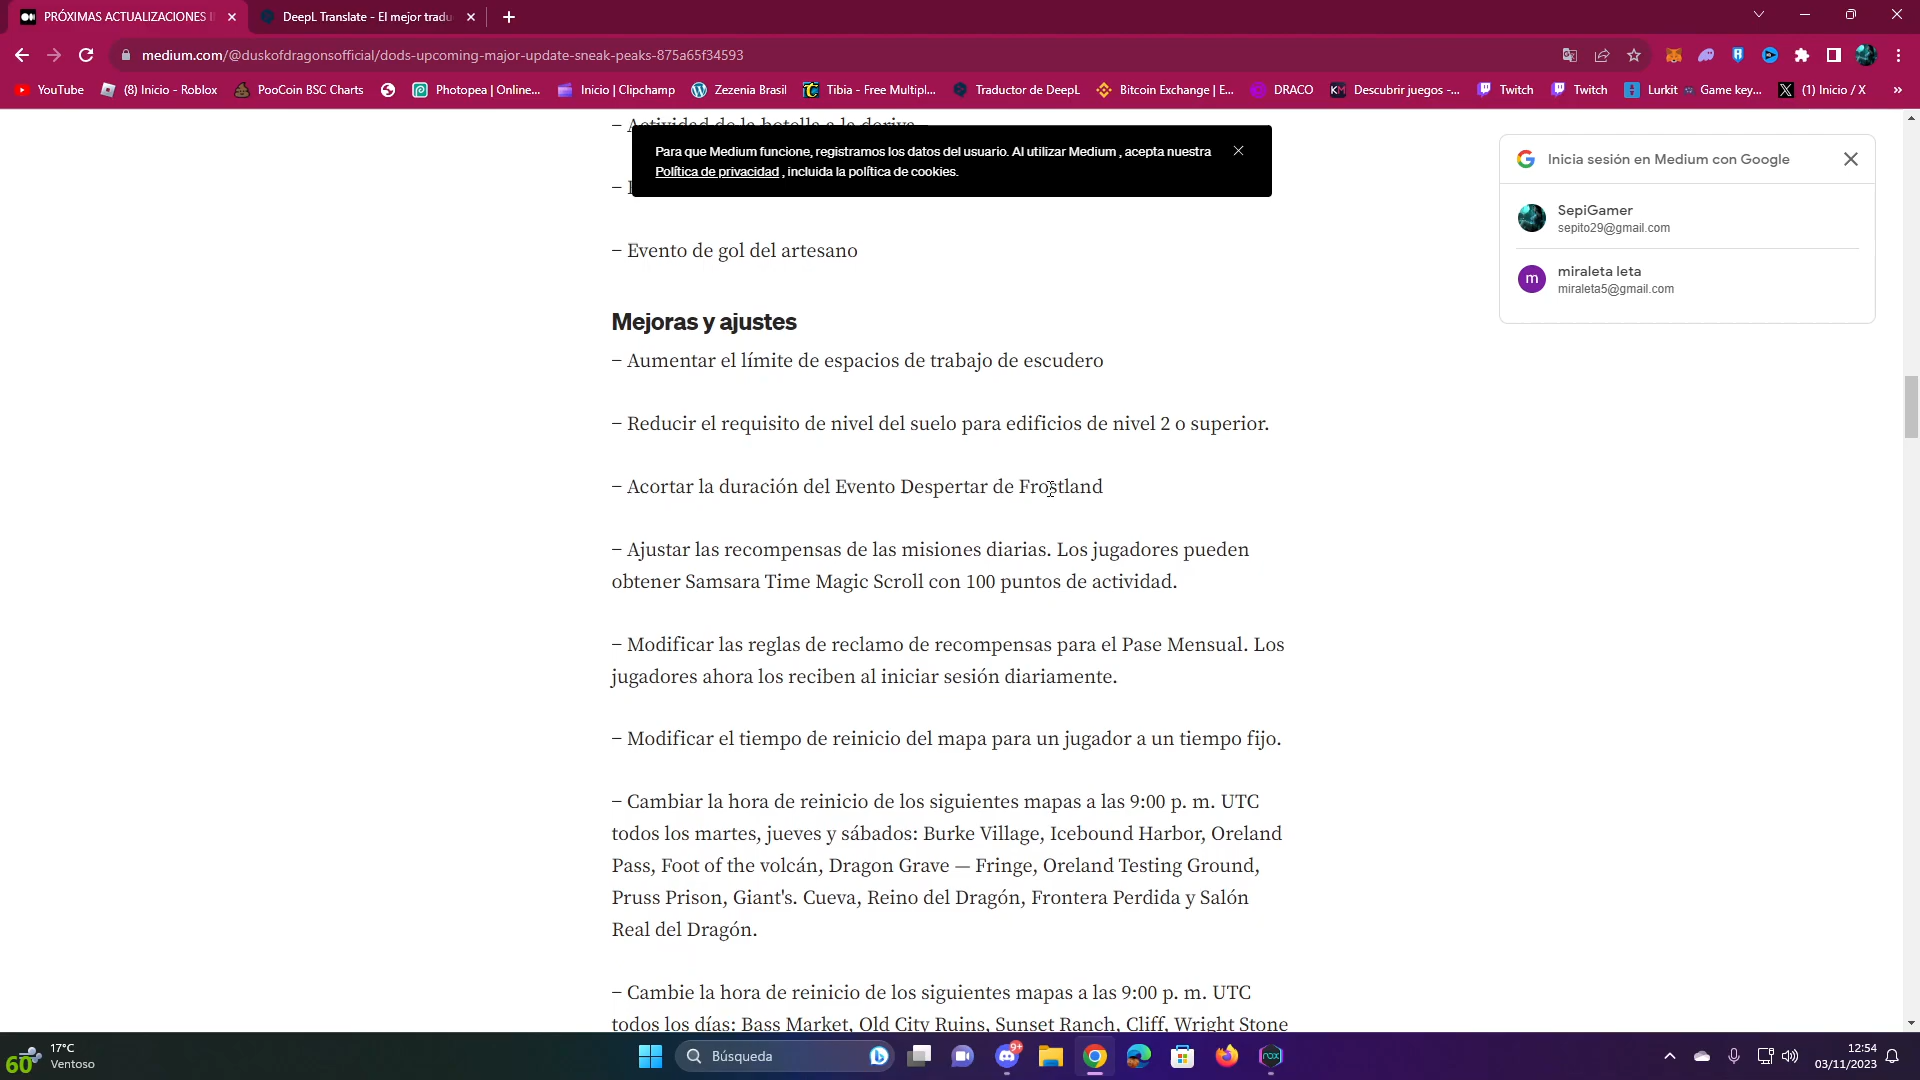 PRÓXIMAS ACTUALIZACIONES I
DeepL Translate - El mejor tradu
medium.com/@duskofdragonsofficial/dods-upcoming-major-update-sneak-peaks-875a65f34593
YouTube
(8) Inicio - Roblox
PooCoin BSC Charts
Photopea | Online...
Inicio | Clipchamp
Zezenia Brasil
Tibia - Free Multipl...
Traductor de DeepL
Bitcoin Exchange | E...
DRACO
Descubrir juegos -...
Twitch
Twitch
Lurkit
Game key...
(1) Inicio / X
»
– Actividad de la botella a la deriva
Para que Medium funcione, registramos los datos del usuario. Al utilizar Medium , acepta nuestra
Política de privacidad , incluida la política de cookies.
Inicia sesión en Medium con Google
SepiGamer
sepito29@gmail.com
m
miraleta leta
miraleta5@gmail.com
– Evento de gol del artesano
Mejoras y ajustes
– Aumentar el límite de espacios de trabajo de escudero
– Reducir el requisito de nivel del suelo para edificios de nivel 2 o superior.
– Acortar la duración del Evento Despertar de Frostland
– Ajustar las recompensas de las misiones diarias. Los jugadores pueden
obtener Samsara Time Magic Scroll con 100 puntos de actividad.
– Modificar las reglas de reclamo de recompensas para el Pase Mensual. Los
jugadores ahora los reciben al iniciar sesión diariamente.
– Modificar el tiempo de reinicio del mapa para un jugador a un tiempo fijo.
– Cambiar la hora de reinicio de los siguientes mapas a las 9:00 p. m. UTC
todos los martes, jueves y sábados: Burke Village, Icebound Harbor, Oreland
Pass, Foot of the volcán, Dragon Grave — Fringe, Oreland Testing Ground,
Pruss Prison, Giant's. Cueva, Reino del Dragón, Frontera Perdida y Salón
Real del Dragón.
– Cambie la hora de reinicio de los siguientes mapas a las 9:00 p. m. UTC
todos los días: Bass Market, Old City Ruins, Sunset Ranch, Cliff, Wright Stone
60
17°C
Ventoso
Búsqueda
9+
nox
12:54
03/11/2023